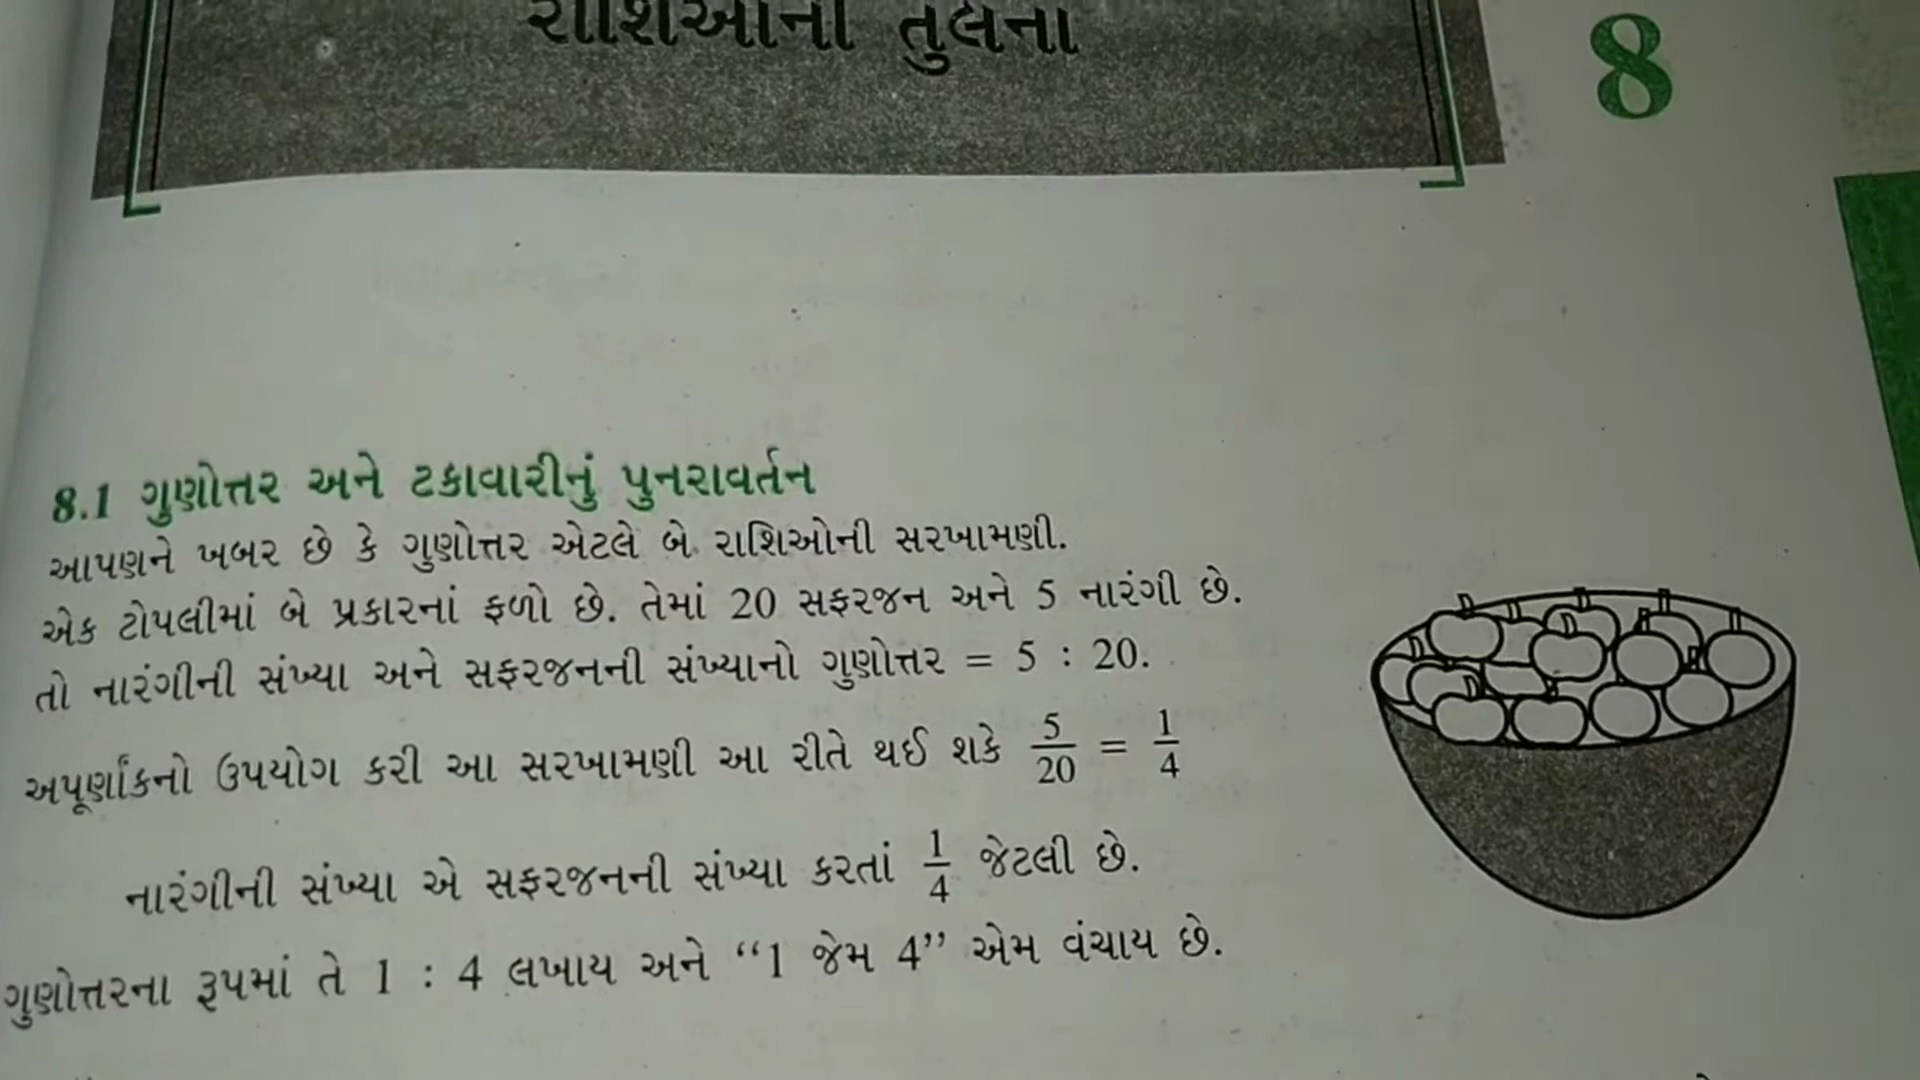 રાશિઓની તુલના
8
8.1 ગુણોત્તર અને ટકાવારીનું પુનરાવર્તન
આપણને ખબર છે કે ગુણોત્તર એટલે બે રાશિઓની સરખામણી.
એક ટોપલીમાં બે પ્રકારનાં ફળો છે. તેમાં 20 સફરજન અને 5 નારંગી છે.
તો નારંગીની સંખ્યા અને સફરજનની સંખ્યાનો ગુણોત્તર = 5 : 20.
અપૂર્ણાંકનો ઉપયોગ કરી આ સરખામણી આ રીતે થઈ શકે 5/20 = 1/4
નારંગીની સંખ્યા એ સફરજનની સંખ્યા કરતાં 1/4 જેટલી છે.
ગુણોત્તરના રૂપમાં તે 1 : 4 લખાય અને “1 જેમ 4” એમ વંચાય છે.